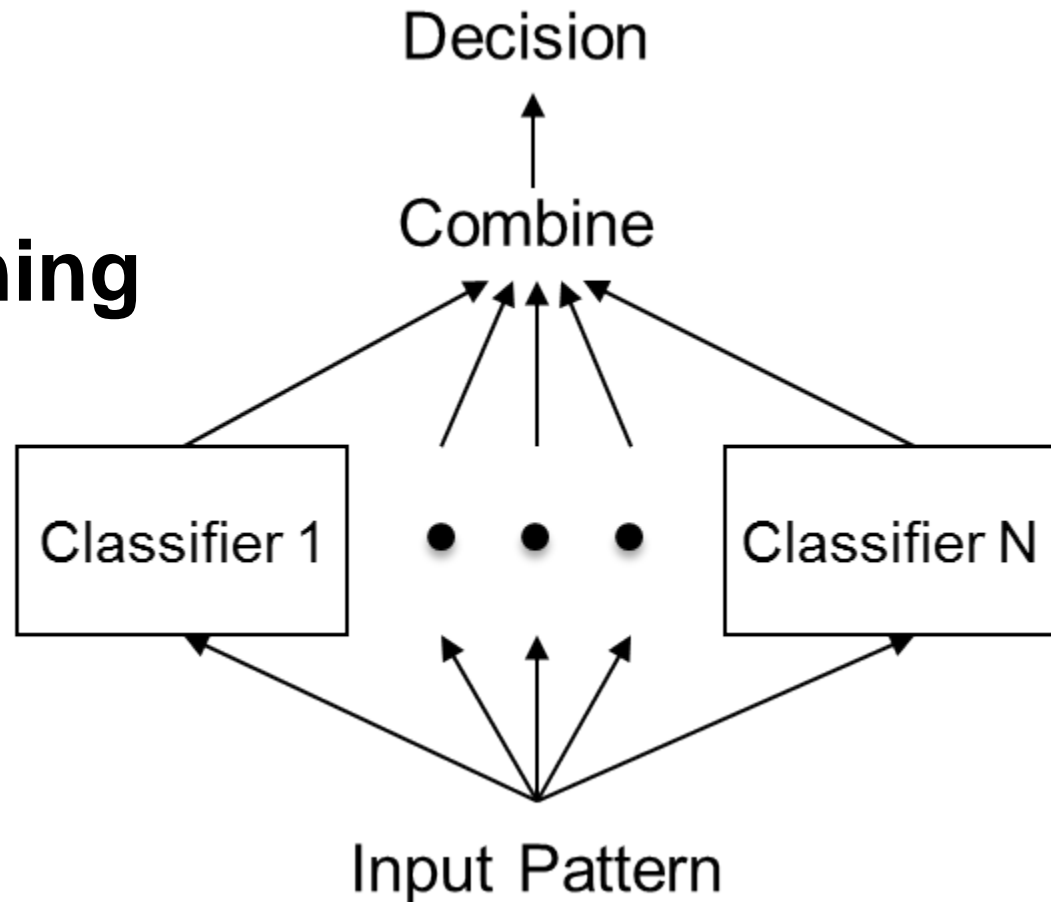 Decision
Combine
ning
Classifier 1
Classifier N
Input Pattern